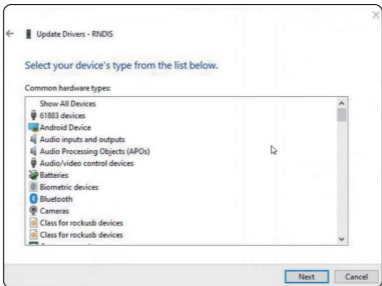 Update Drivers - RNDIS
Select your device's type from the list below.
Common hardware types:
Show All Devices
61883 devices
Android Device
Audio inputs and outputs
Audio Processing Objects (APOs)
Audio/video control devices
Batteries
Biometric devices
Bluetooth
Cameras
Class for rockusb devices
Class for rockusb devices
Next Cancel